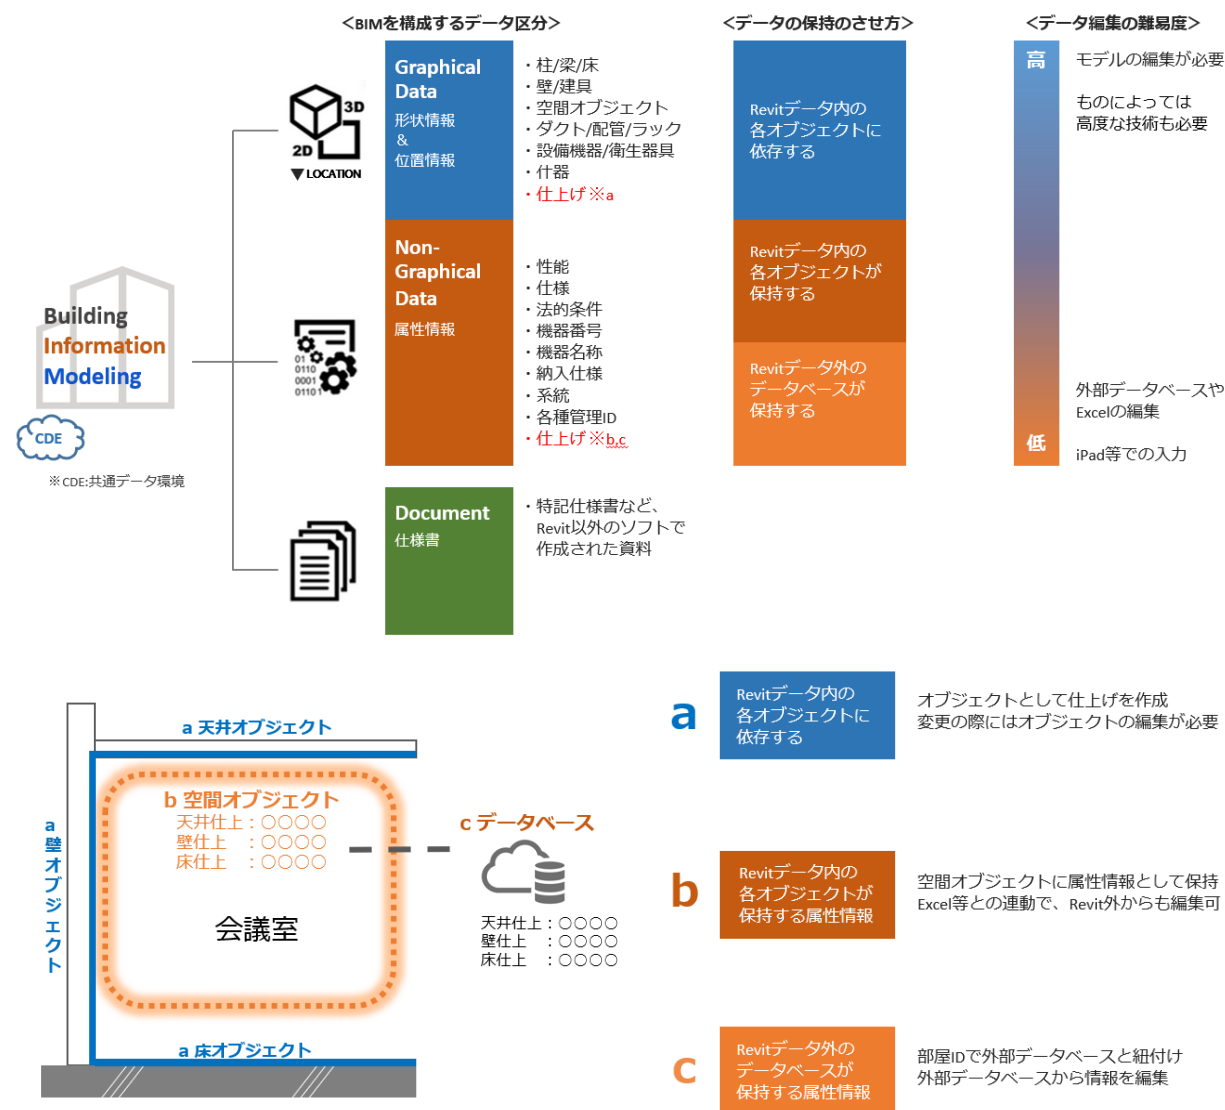 ＜BIMを構成するデータ区分＞
＜データの保持のさせ方＞
＜データ編集の難易度＞
Building
Information
Modeling
CDE
※CDE:共通データ環境
3D
2D
▼LOCATION
Graphical
Data
形状情報
＆
位置情報
・柱/梁/床
・壁/建具
・空間オブジェクト
・ダクト/配管/ラック
・設備機器/衛生器具
・什器
・仕上げ※a
Revitデータ内の
各オブジェクトに
依存する
高
モデルの編集が必要
ものによっては
高度な技術も必要
01
0110
0001
01101
Non-
Graphical
Data
属性情報
・性能
・仕様
・法的条件
・機器番号
・機器名称
・納入仕様
・系統
・各種管理ID
・仕上げ※b,c
Revitデータ内の
各オブジェクトが
保持する
Revitデータ外の
データベースが
保持する
外部データベースや
Excelの編集
低
iPad等での入力
Document
仕様書
・特記仕様書など、
Revit以外のソフトで
作成された資料
a 天井オブジェクト
a 壁オブジェクト
b 空間オブジェクト
天井仕上：○○○○
壁仕上　：○○○○
床仕上　：○○○○
会議室
a 床オブジェクト
c データベース
天井仕上：○○○○
壁仕上　：○○○○
床仕上　：○○○○
a
Revitデータ内の
各オブジェクトに
依存する
オブジェクトとして仕上げを作成
変更の際にはオブジェクトの編集が必要
b
Revitデータ内の
各オブジェクトが
保持する属性情報
空間オブジェクトに属性情報として保持
Excel等との連動で、Revit外からも編集可
c
Revitデータ外の
データベースが
保持する属性情報
部屋IDで外部データベースと紐付け
外部データベースから情報を編集